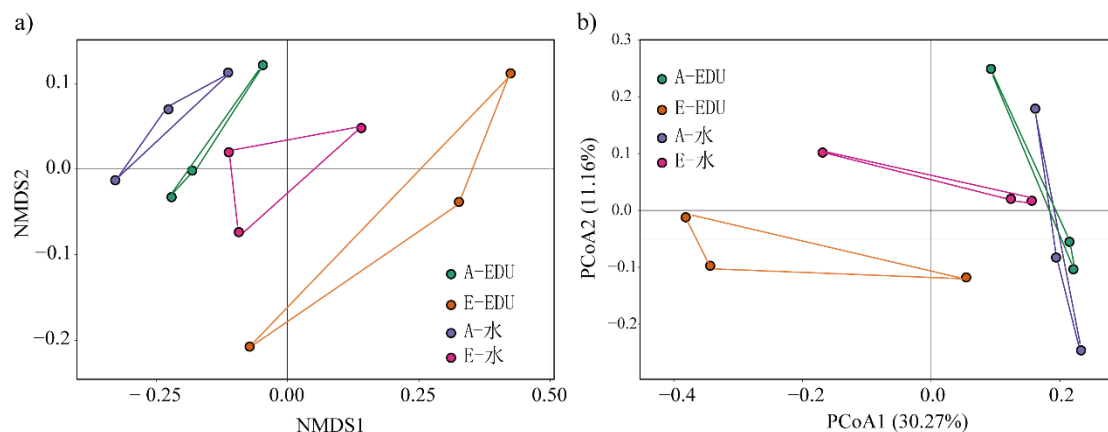 a)
0.1
0.0
−0.1
−0.2
NMDS2
A-EDU
E-EDU
A-水
E-水
−0.25
0.00
0.25
0.50
NMDS1
b)
0.3
0.2
0.1
0.0
−0.1
−0.2
PCoA2 (11.16%)
A-EDU
E-EDU
A-水
E-水
−0.4
−0.2
0.0
0.2
PCoA1 (30.27%)